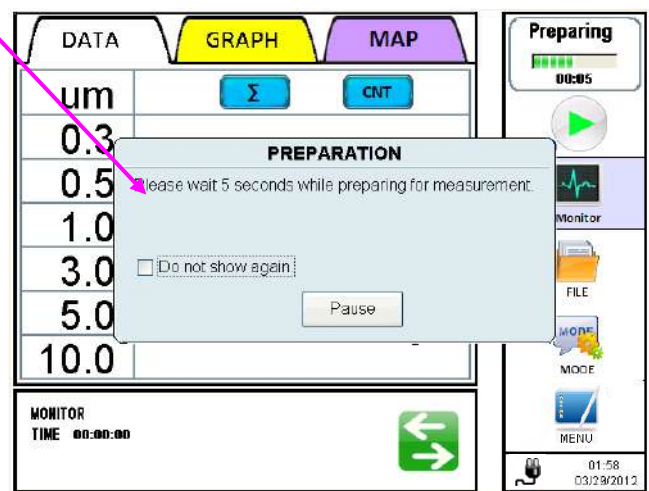 DATA GRAPH MAP
um Σ CNT
0.3
0.5
1.0
3.0
5.0
10.0
PREPARATION
Please wait 5 seconds while preparing for measurement.
Do not show again
Pause
MONITOR
TIME 00:00:00
Preparing
00:05
Monitor
FILE
MODE
MODE
MENU
01:58
03/29/2012